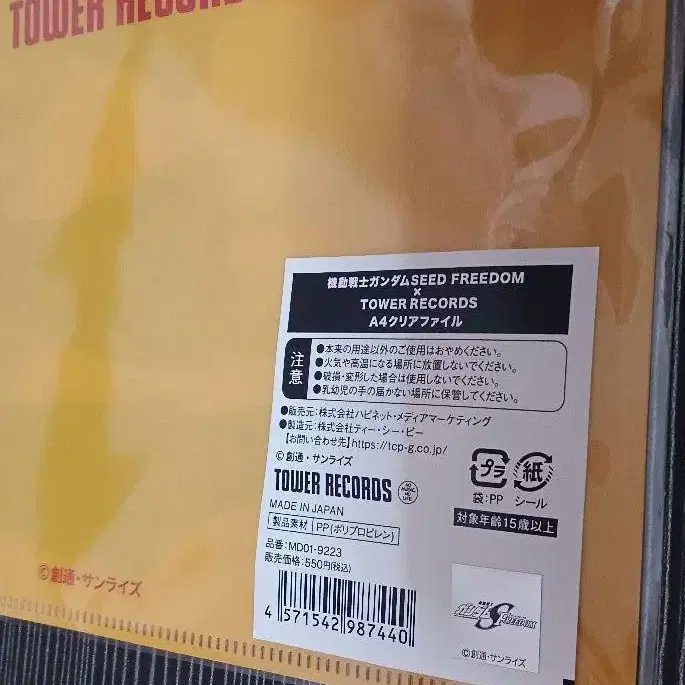 TOWER RECORDS
機動戦士ガンダムSEED FREEDOM
×
TOWER RECORDS
A4クリアファイル
注意
●本来の用途以外のご使用はおやめください。
●火気や高温になる場所に放置しないでください。
●破損・変形した場合は使用しないでください。
●乳幼児の手の届かない場所に保管してください。
●販売元:株式会社ハピネット・メディアマーケティング
●製造元:株式会社ティー・シー・ピー
【お問い合わせ先】https://tcp-g.co.jp/
©創通・サンライズ
TOWER RECORDS
NO MUSIC NO LIFE
プラ 紙
袋:PP シール
MADE IN JAPAN
製品素材 PP(ポリプロピレン)
対象年齢15歳以上
品番:MD01-9223
販売価格:550円(税込)
4 571542 987440
ガンダム SEED FREEDOM
©創通・サンライズ
©創通・サンライズ